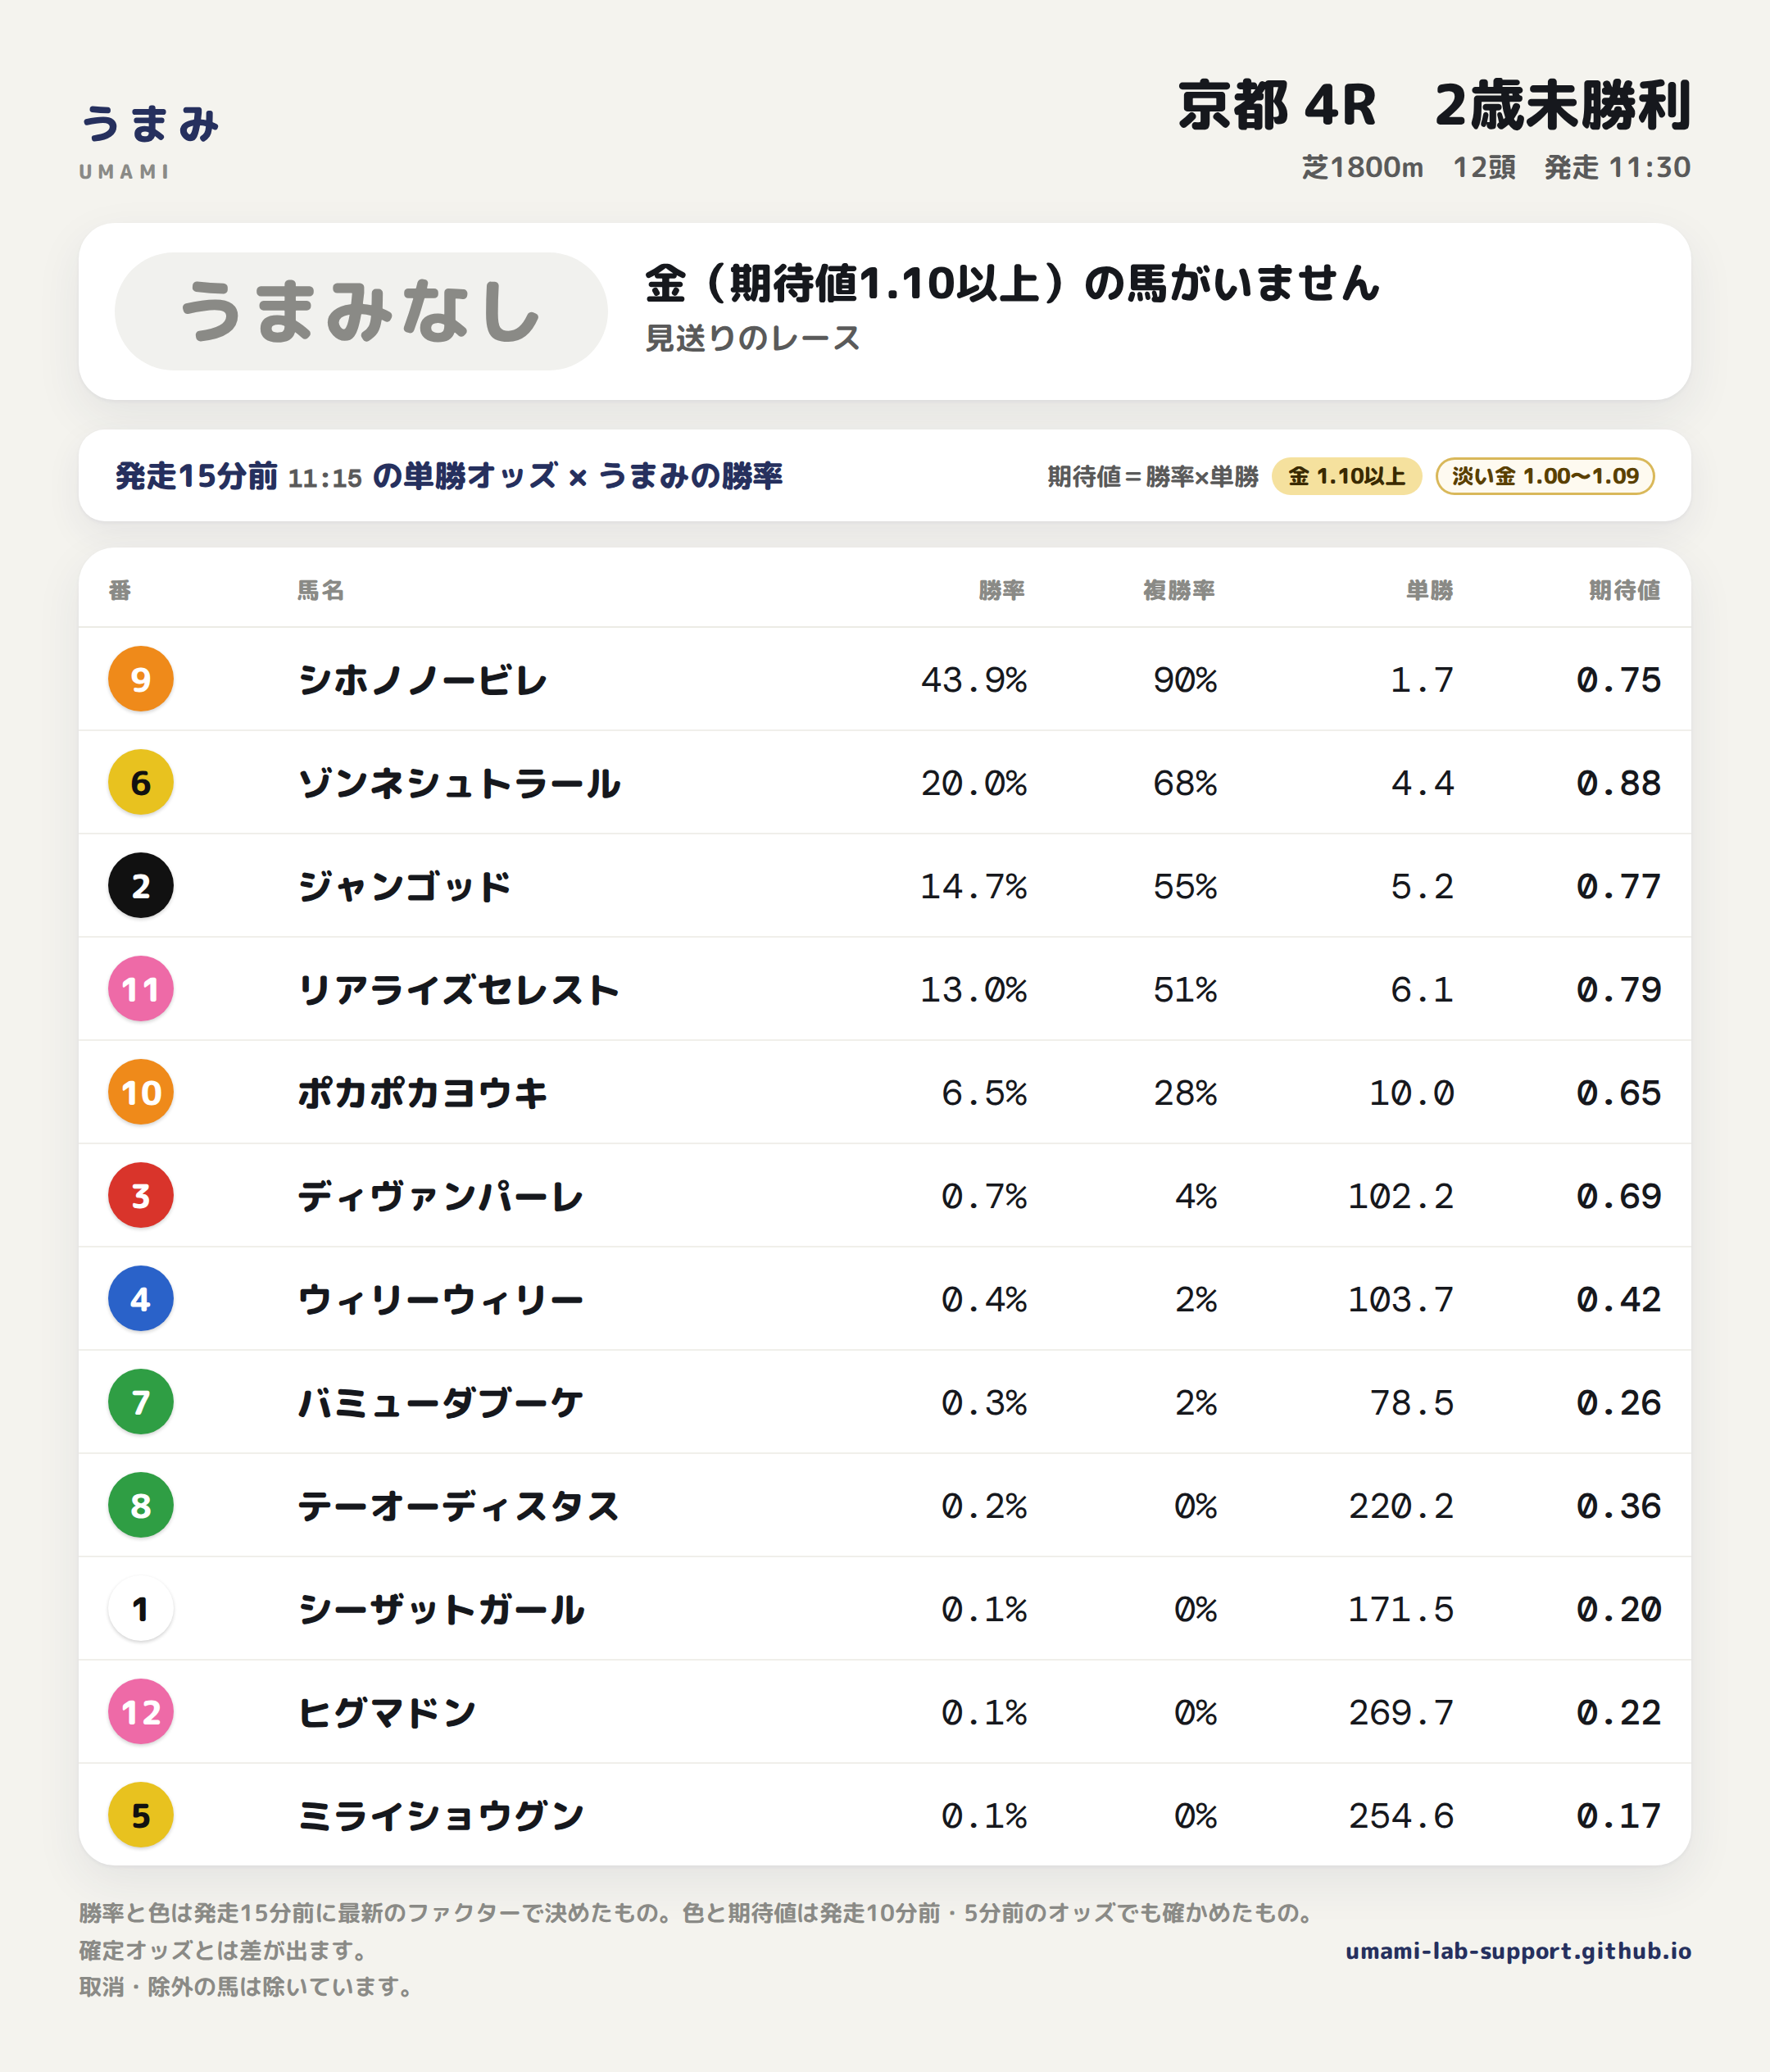 うまみ
UMAMI
京都 4R　2歳未勝利
芝1800m　12頭　発走 11:30
うまみなし
金（期待値1.10以上）の馬がいません
見送りのレース
発走15分前 11:15 の単勝オッズ × うまみの勝率
期待値＝勝率×単勝 金 1.10以上 淡い金 1.00〜1.09
番 馬名 勝率 複勝率 単勝 期待値
9 シホノノービレ 43.9% 90% 1.7 0.75
6 ゾンネシュトラール 20.0% 68% 4.4 0.88
2 ジャンゴッド 14.7% 55% 5.2 0.77
11 リアライズセレスト 13.0% 51% 6.1 0.79
10 ポカポカヨウキ 6.5% 28% 10.0 0.65
3 ディヴァンパーレ 0.7% 4% 102.2 0.69
4 ウィリーウィリー 0.4% 2% 103.7 0.42
7 バミューダブーケ 0.3% 2% 78.5 0.26
8 テーオーディスタス 0.2% 0% 220.2 0.36
1 シーザットガール 0.1% 0% 171.5 0.20
12 ヒグマドン 0.1% 0% 269.7 0.22
5 ミライショウグン 0.1% 0% 254.6 0.17
勝率と色は発走15分前に最新のファクターで決めたもの。色と期待値は発走10分前・5分前のオッズでも確かめたもの。
確定オッズとは差が出ます。
取消・除外の馬は除いています。
umami-lab-support.github.io